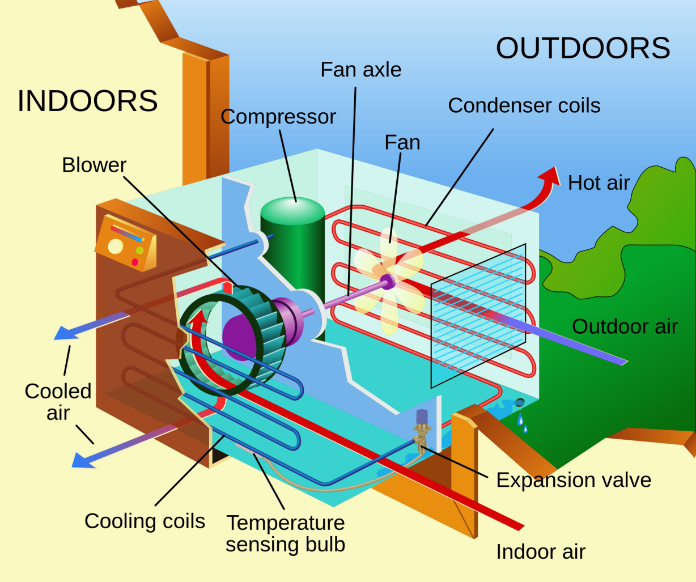 OUTDOORS
INDOORS
Fan axle
Condenser coils
Compressor
Fan
Blower
Hot air
Outdoor air
Cooled
air
Expansion valve
Cooling coils
Temperature
sensing bulb
Indoor air